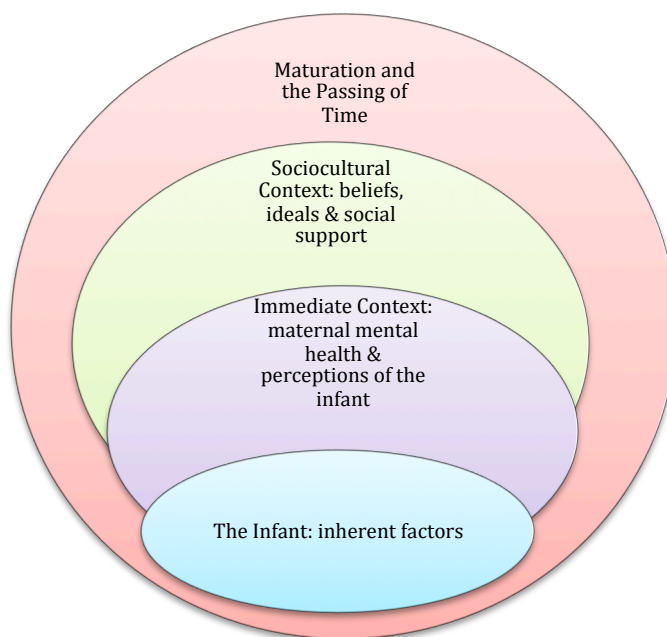 Maturation and
the Passing of
Time
Sociocultural
Context: beliefs,
ideals & social
support
Immediate Context:
maternal mental
health &
perceptions of the
infant
The Infant: inherent factors